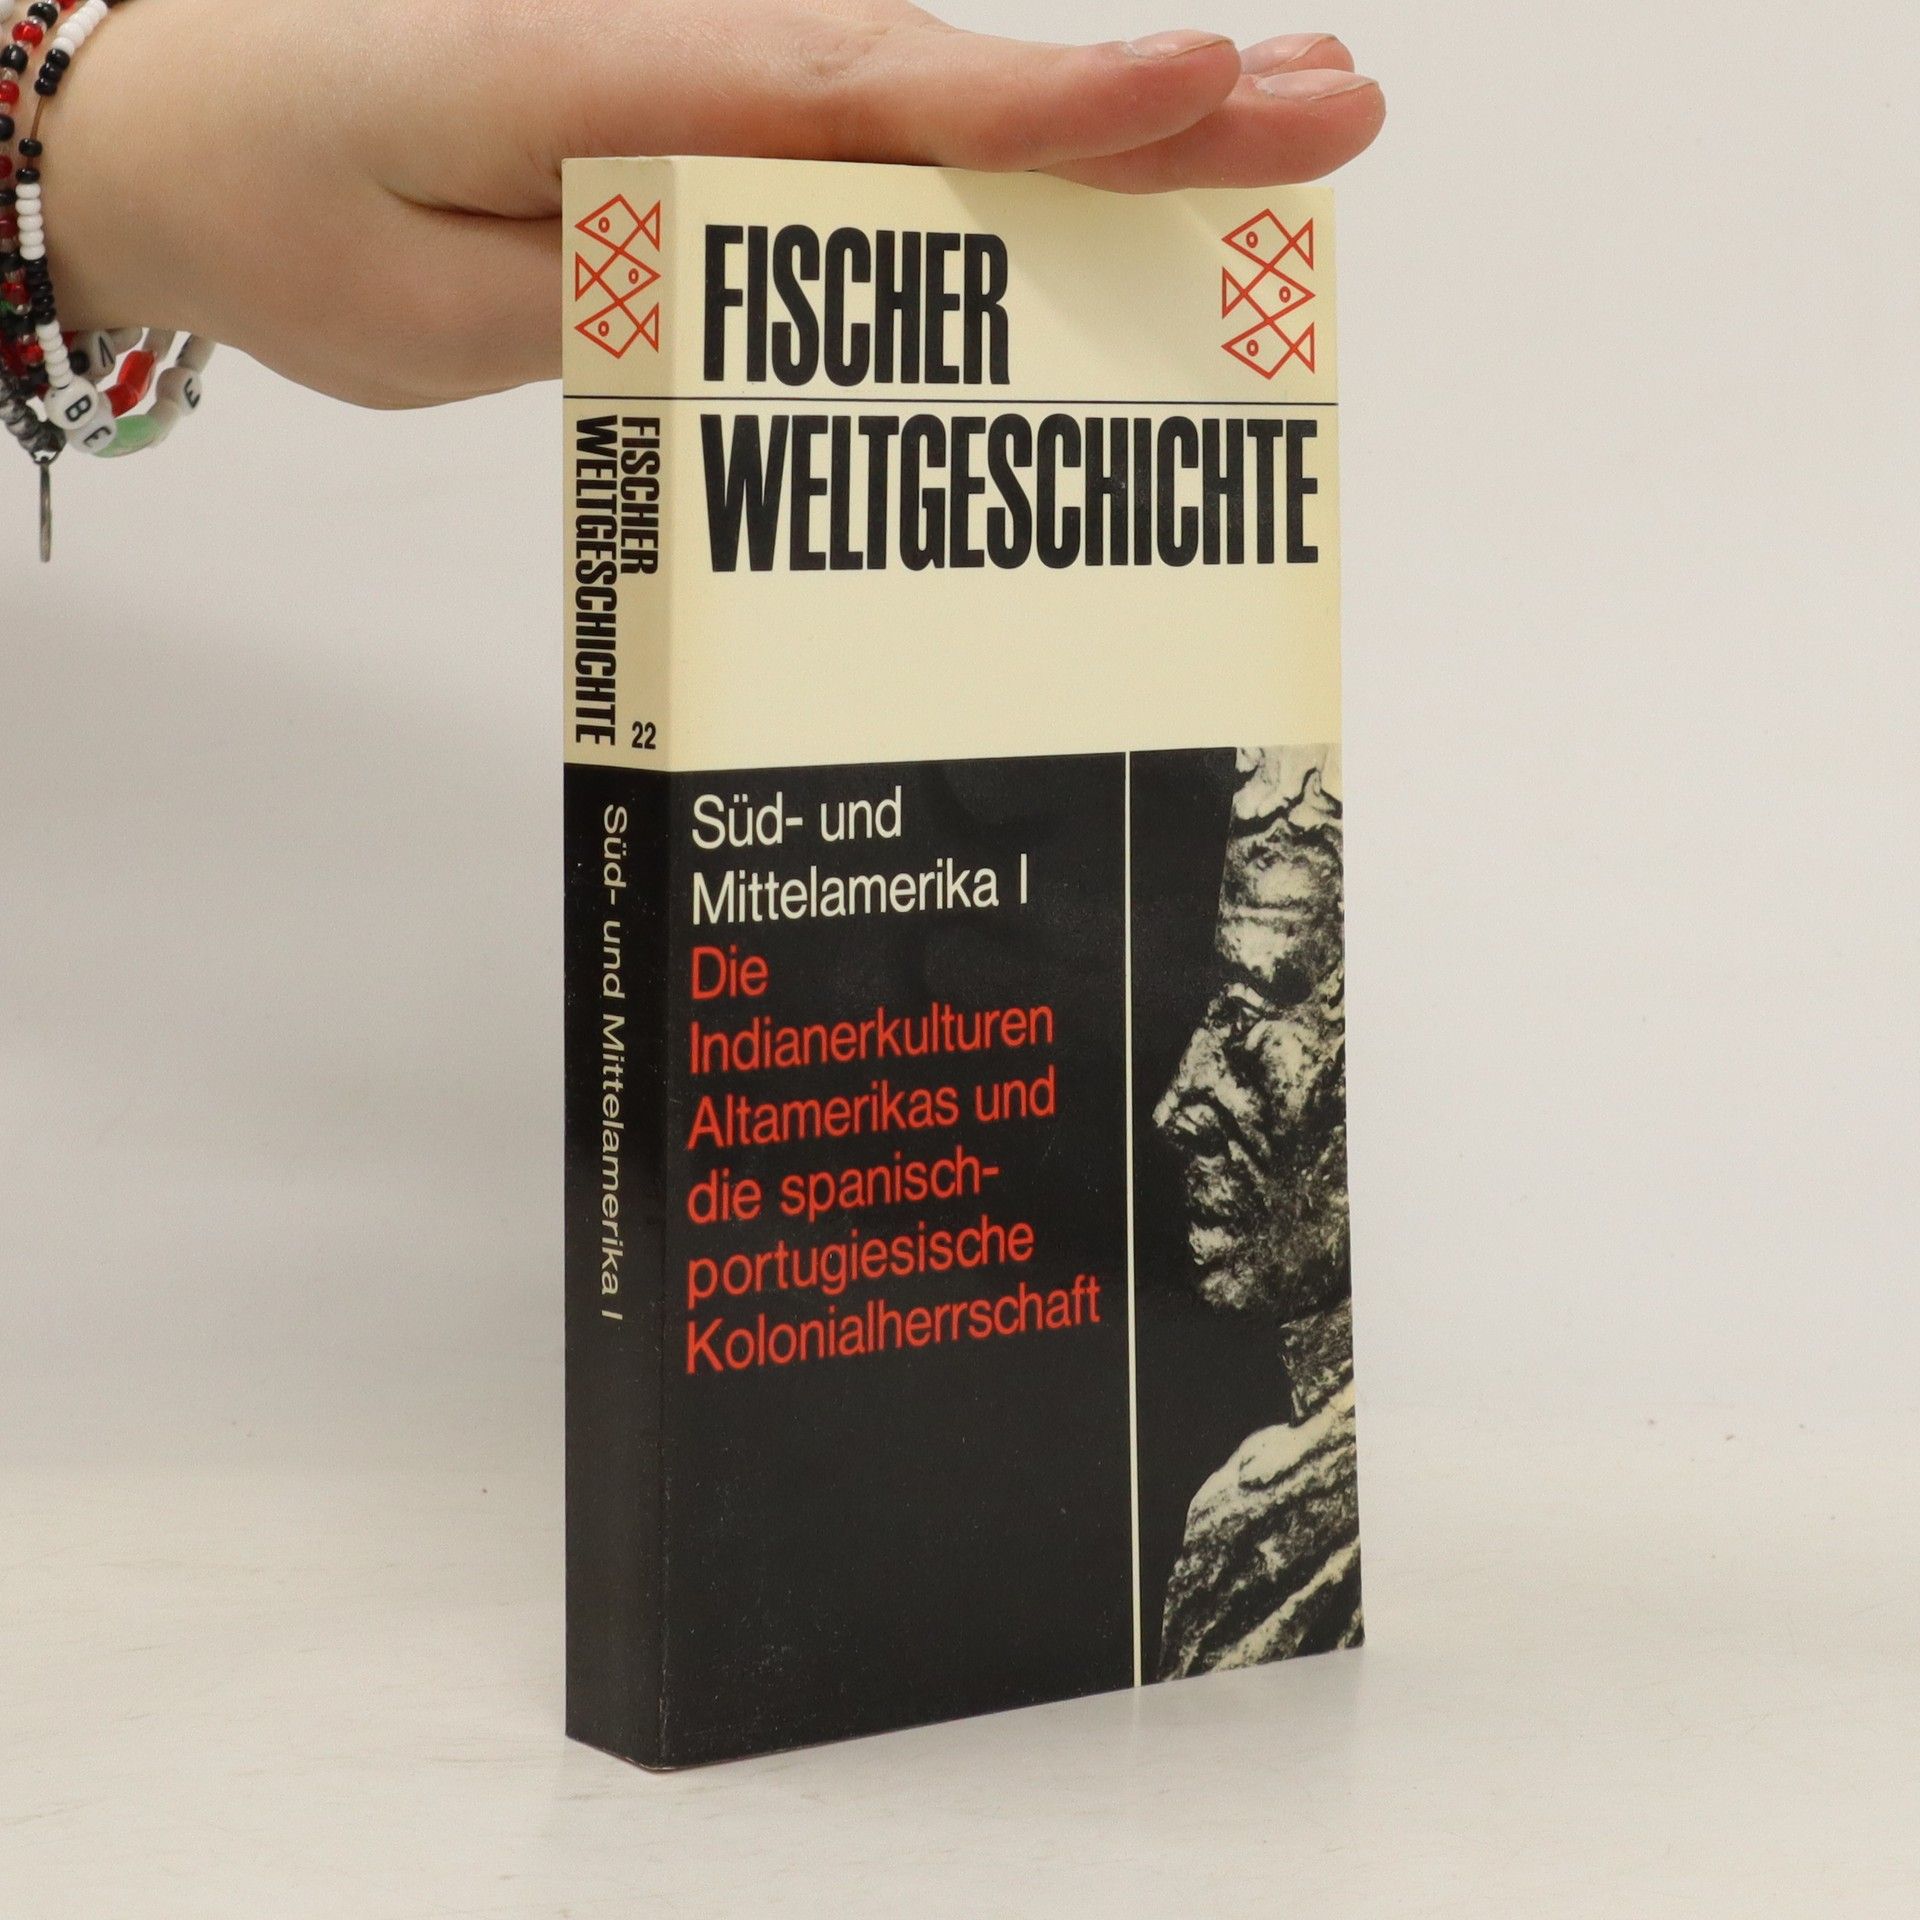 FISCHER
WELTGESCHICHTE
Süd- und
Mittelamerika I
Die
Indianerkulturen
Altamerikas und
die spanisch-
portugiesische
Kolonialherrschaft
FISCHER
WELTGESCHICHTE
22
Süd- und Mittelamerika I
V
B
E
E